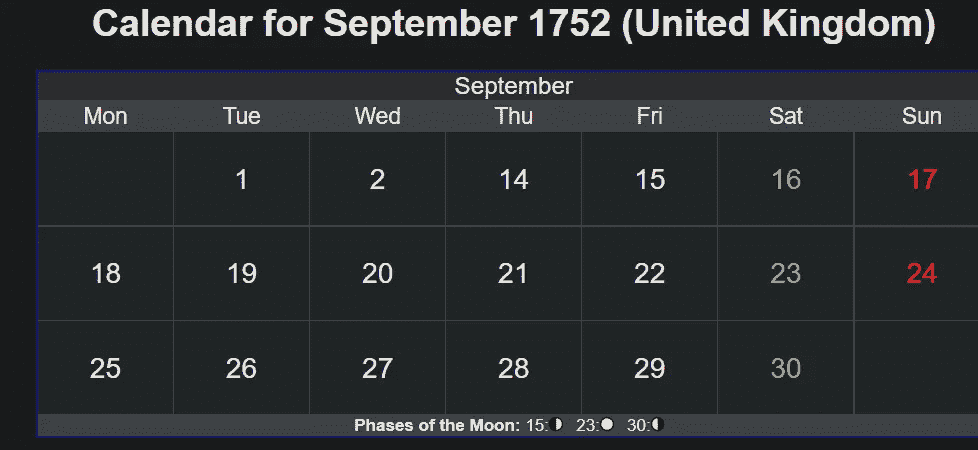 Calendar for September 1752 (United Kingdom)
September
Mon Tue Wed Thu Fri Sat Sun
1 2 14 15 16 17
18 19 20 21 22 23 24
25 26 27 28 29 30
Phases of the Moon: 15: 23: 30: